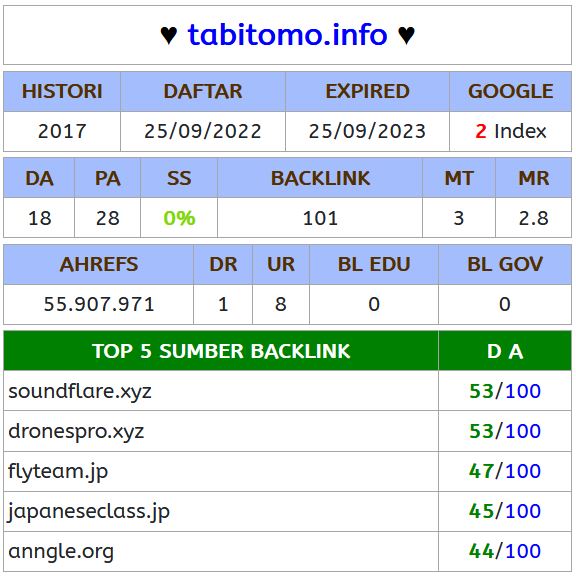 ♥ tabitomo.info ♥
HISTORI DAFTAR EXPIRED GOOGLE
2017 25/09/2022 25/09/2023 2 Index
DA PA SS BACKLINK MT MR
18 28 0% 101 3 2.8
AHREFS DR UR BL EDU BL GOV
55.907.971 1 8 0 0
TOP 5 SUMBER BACKLINK D A
soundflare.xyz 53/100
dronespro.xyz 53/100
flyteam.jp 47/100
japaneseclass.jp 45/100
anngle.org 44/100